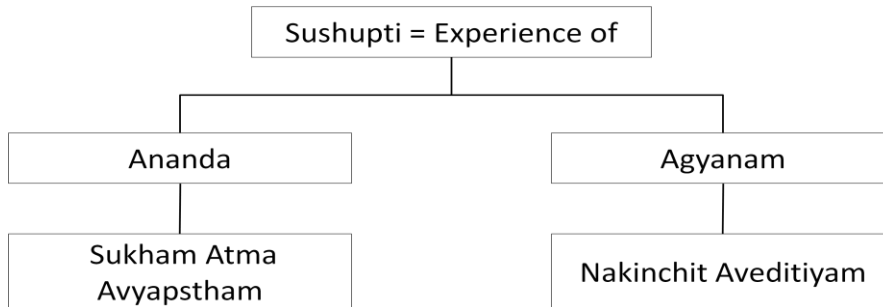 Sushupti = Experience of
Ananda
Agyanam
Sukham Atma
Avyapstham
Nakinchit Aveditiyam